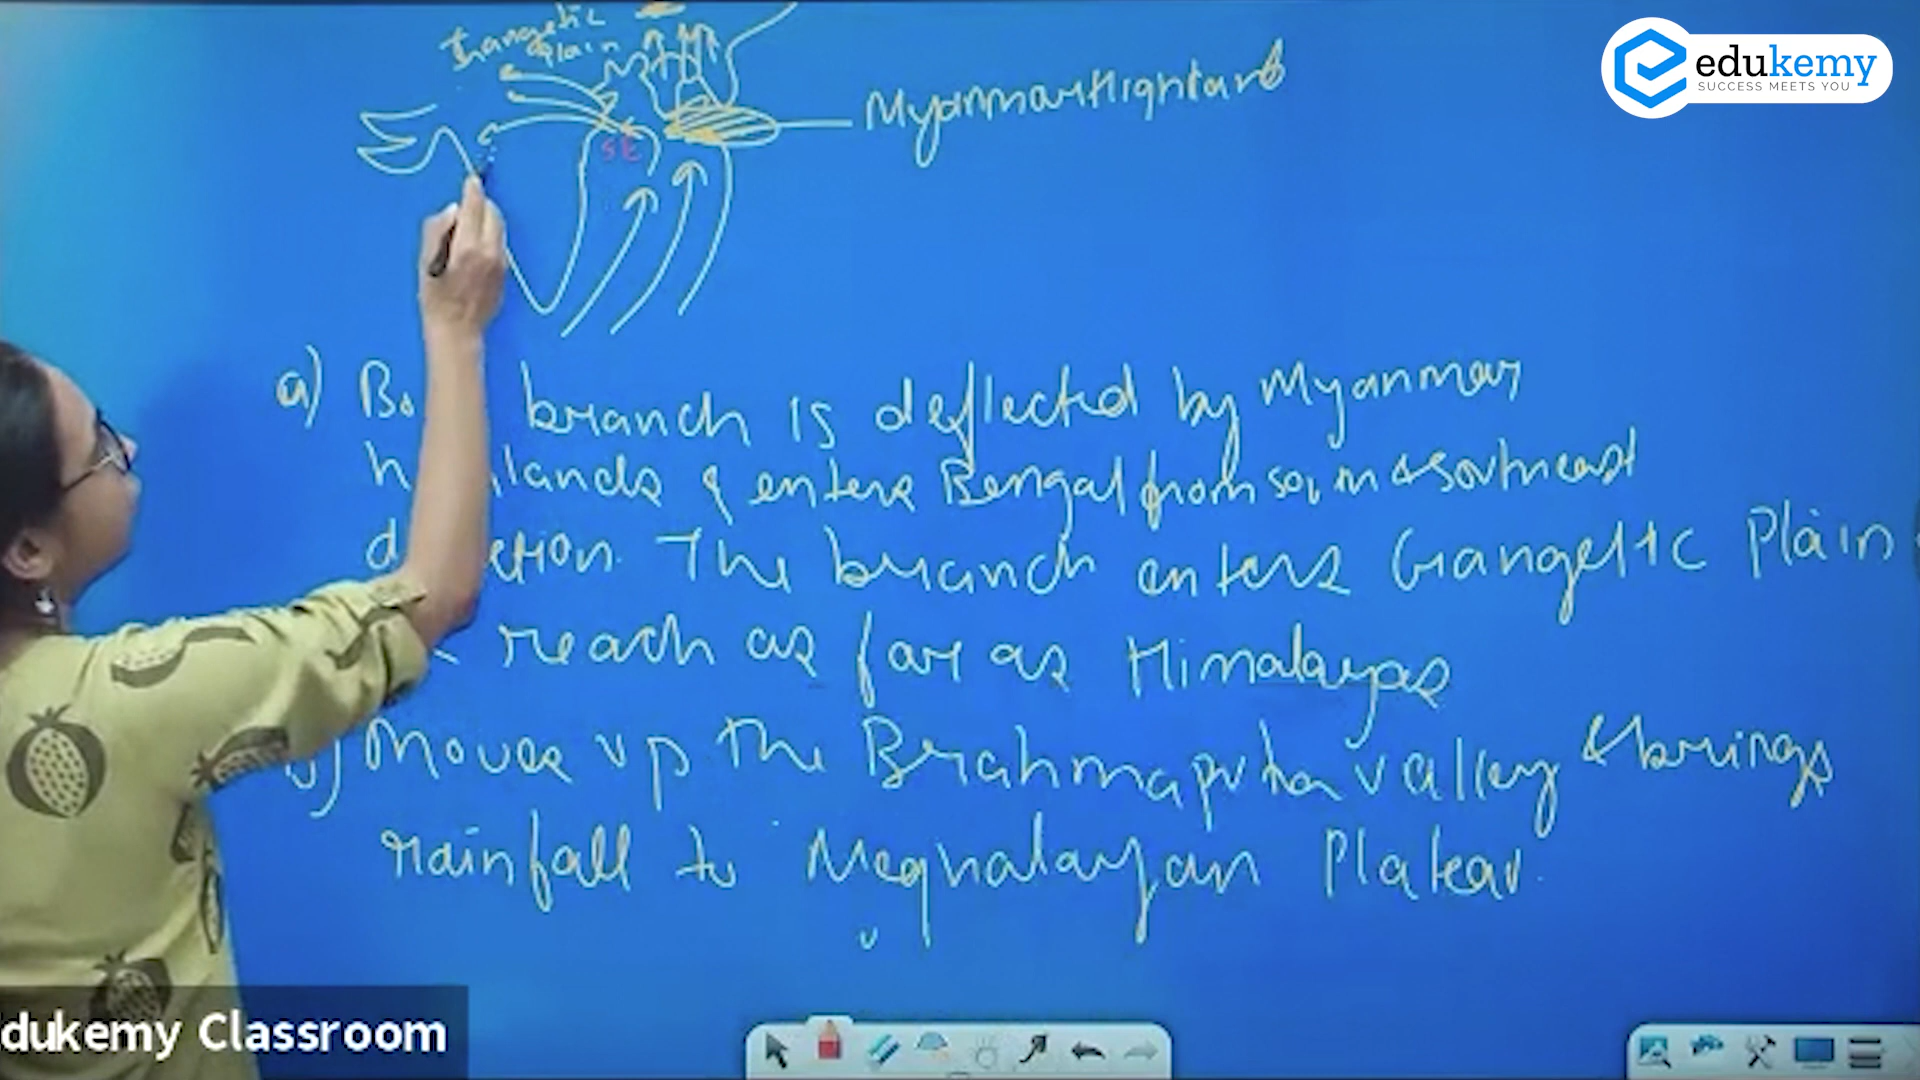 edukemy
SUCCESS MEETS YOU
Gangetic
plain
SE
Myanmar Highland
a) Bo branch is deflected by Myanmar
h lands & enters Bengal from south & southeast
d ction. The branch enters Gangetic Plain
& reach as far as Himalayas
b) Moves up the Brahmaputra valley & brings
rainfall to Meghalayan Plateau.
dukemy Classroom